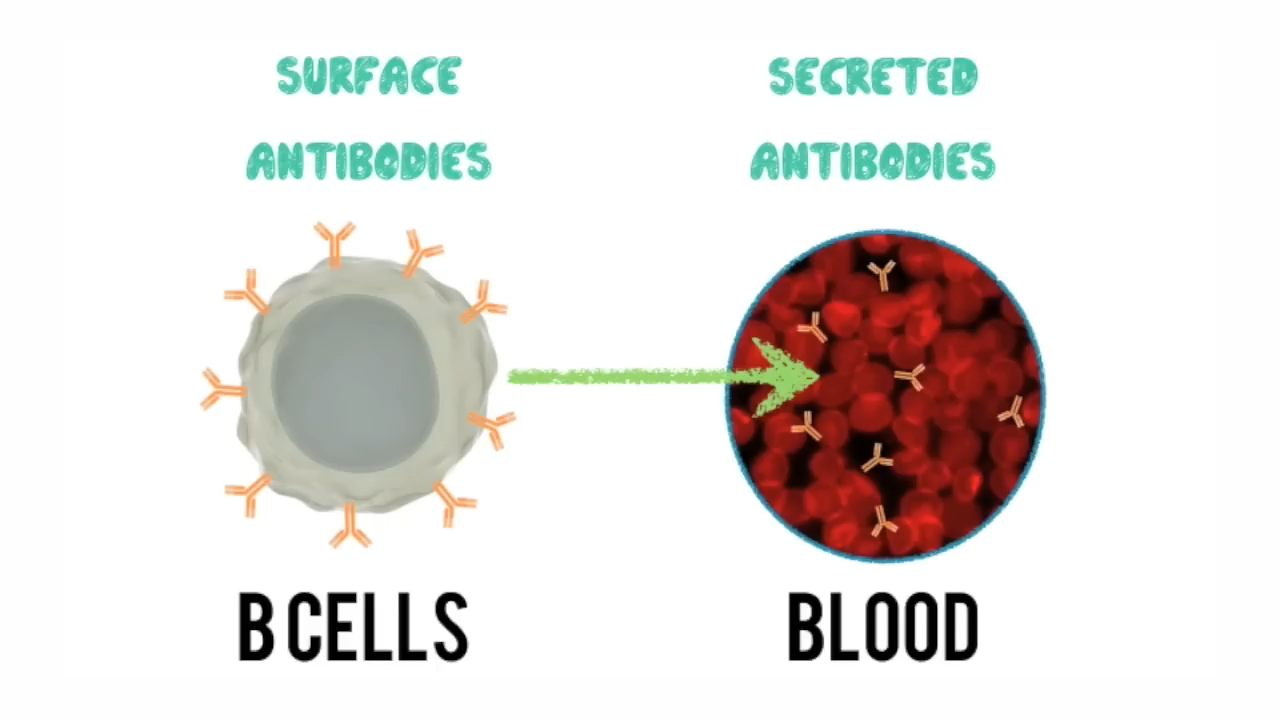 SURFACE
ANTIBODIES
SECRETED
ANTIBODIES
B CELLS
BLOOD